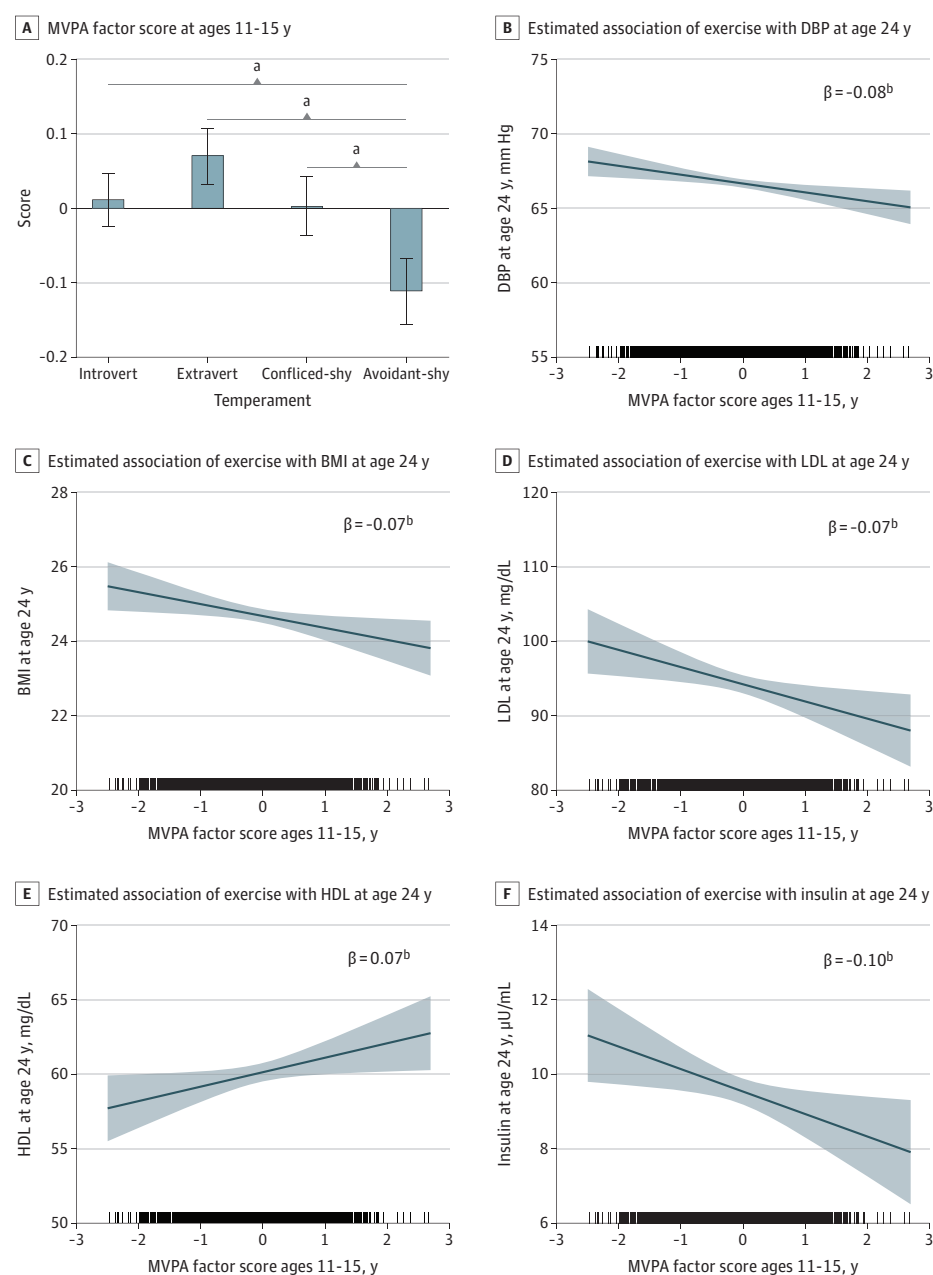 A MVPA factor score at ages 11-15 y
0.2
0.1
0
-0.1
-0.2
Score
a
a
a
Introvert Extravert Confliced-shy Avoidant-shy
Temperament
B Estimated association of exercise with DBP at age 24 y
75
70
65
60
55
DBP at age 24 y, mm Hg
β = -0.08b
-3 -2 -1 0 1 2 3
MVPA factor score ages 11-15, y
C Estimated association of exercise with BMI at age 24 y
28
26
24
22
20
BMI at age 24 y
β = -0.07b
-3 -2 -1 0 1 2 3
MVPA factor score ages 11-15, y
D Estimated association of exercise with LDL at age 24 y
120
110
100
90
80
LDL at age 24 y, mg/dL
β = -0.07b
-3 -2 -1 0 1 2 3
MVPA factor score ages 11-15, y
E Estimated association of exercise with HDL at age 24 y
70
65
60
55
50
HDL at age 24 y, mg/dL
β = 0.07b
-3 -2 -1 0 1 2 3
MVPA factor score ages 11-15, y
F Estimated association of exercise with insulin at age 24 y
14
12
10
8
6
Insulin at age 24 y, μU/mL
β = -0.10b
-3 -2 -1 0 1 2 3
MVPA factor score ages 11-15, y